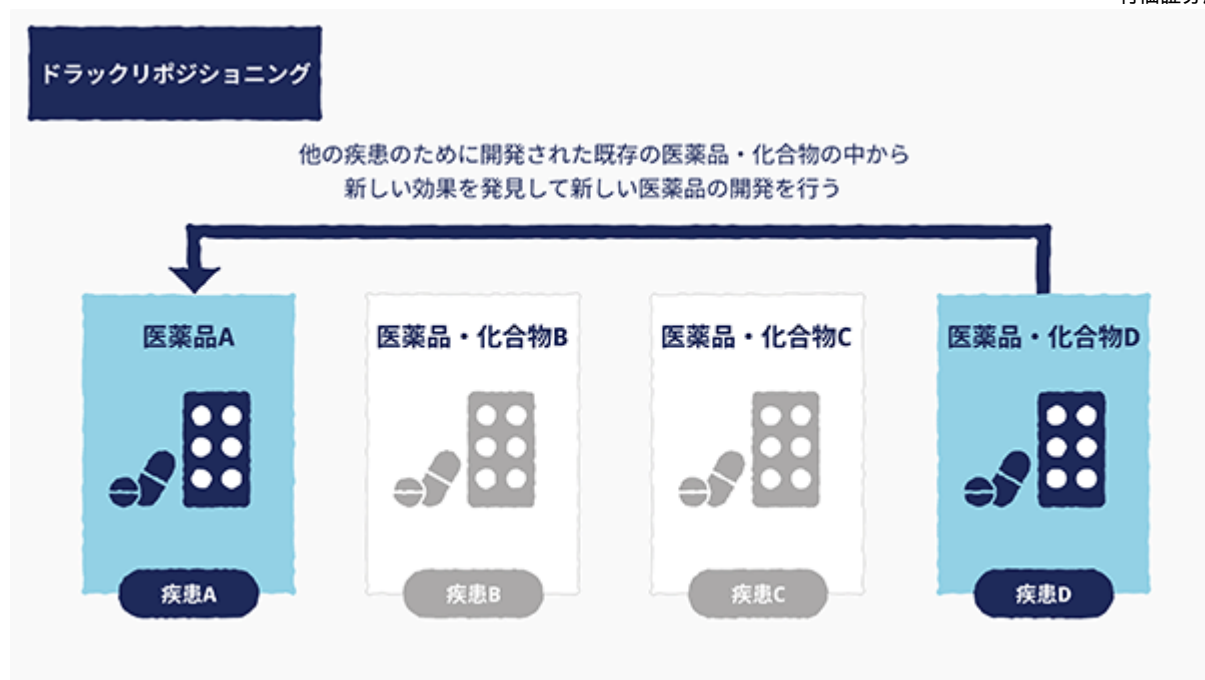 ドラックリポジショニング
他の疾患のために開発された既存の医薬品・化合物の中から
新しい効果を発見して新しい医薬品の開発を行う
医薬品A
医薬品・化合物B
医薬品・化合物C
医薬品・化合物D
疾患A
疾患B
疾患C
疾患D